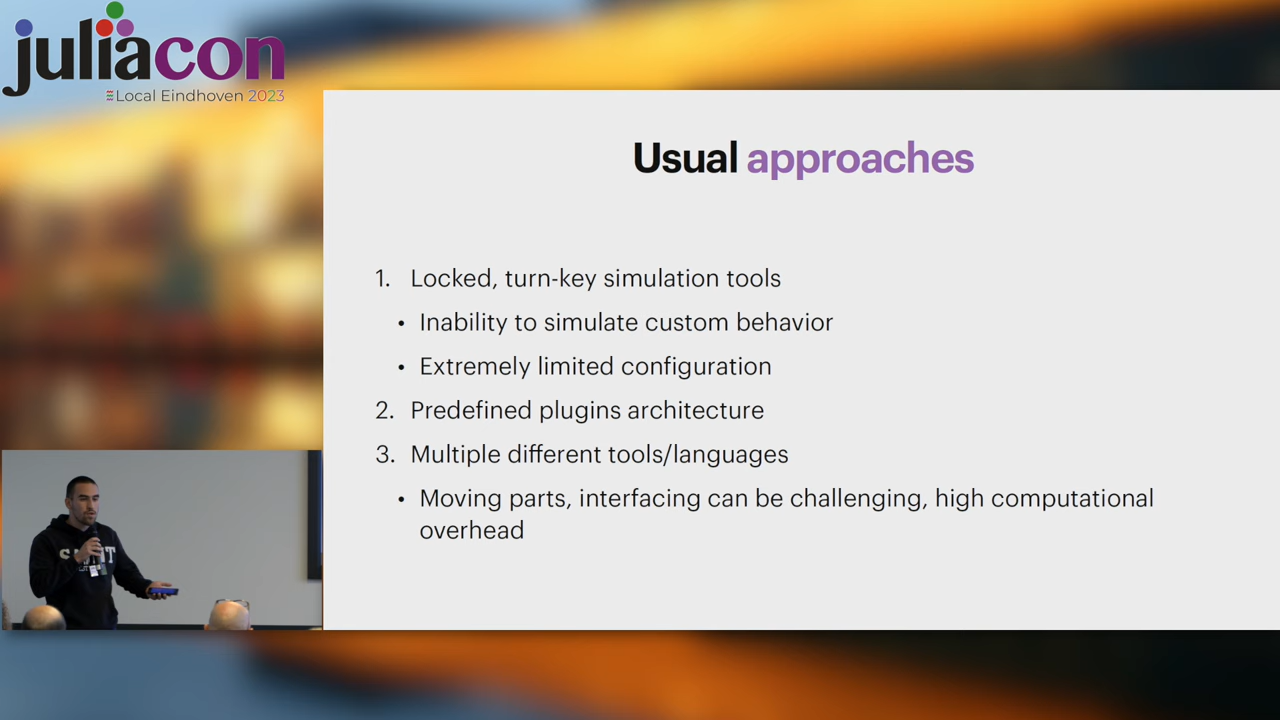 juliacon
Local Eindhoven 2023
Usual approaches
1. Locked, turn-key simulation tools
• Inability to simulate custom behavior
• Extremely limited configuration
2. Predefined plugins architecture
3. Multiple different tools/languages
• Moving parts, interfacing can be challenging, high computational
overhead